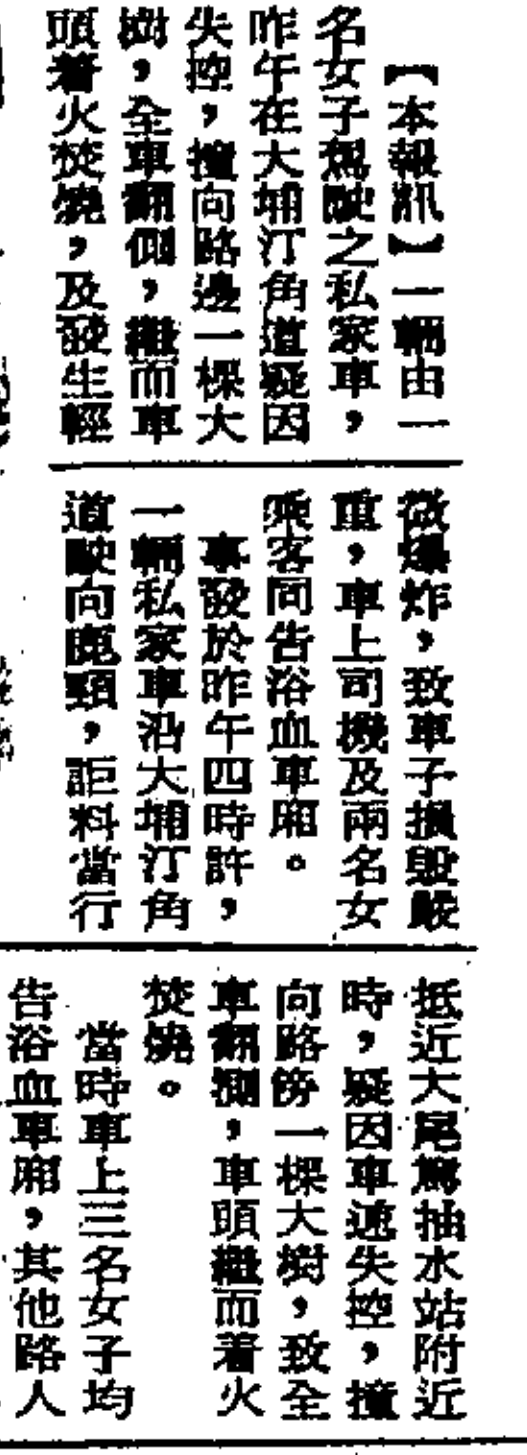 【本報訊】一輛由一
名女子駕駛之私家車，
昨午在大埔汀角道疑因
失控，撞向路邊一棵大
樹，全車翻側，繼而車
頭着火焚燒，及發生輕
微爆炸，致車子損毀嚴
重，車上司機及兩名女
乘客同告浴血車廂。
事發於昨午四時許，
一輛私家車沿大埔汀角
道駛向鹿頸，詎料當行
抵近大尾篤抽水站附近
時，疑因車速失控，撞
向路傍一棵大樹，致全
車翻側，車頭繼而着火
焚燒。
當時車上三名女子均
告浴血車廂，其他路人